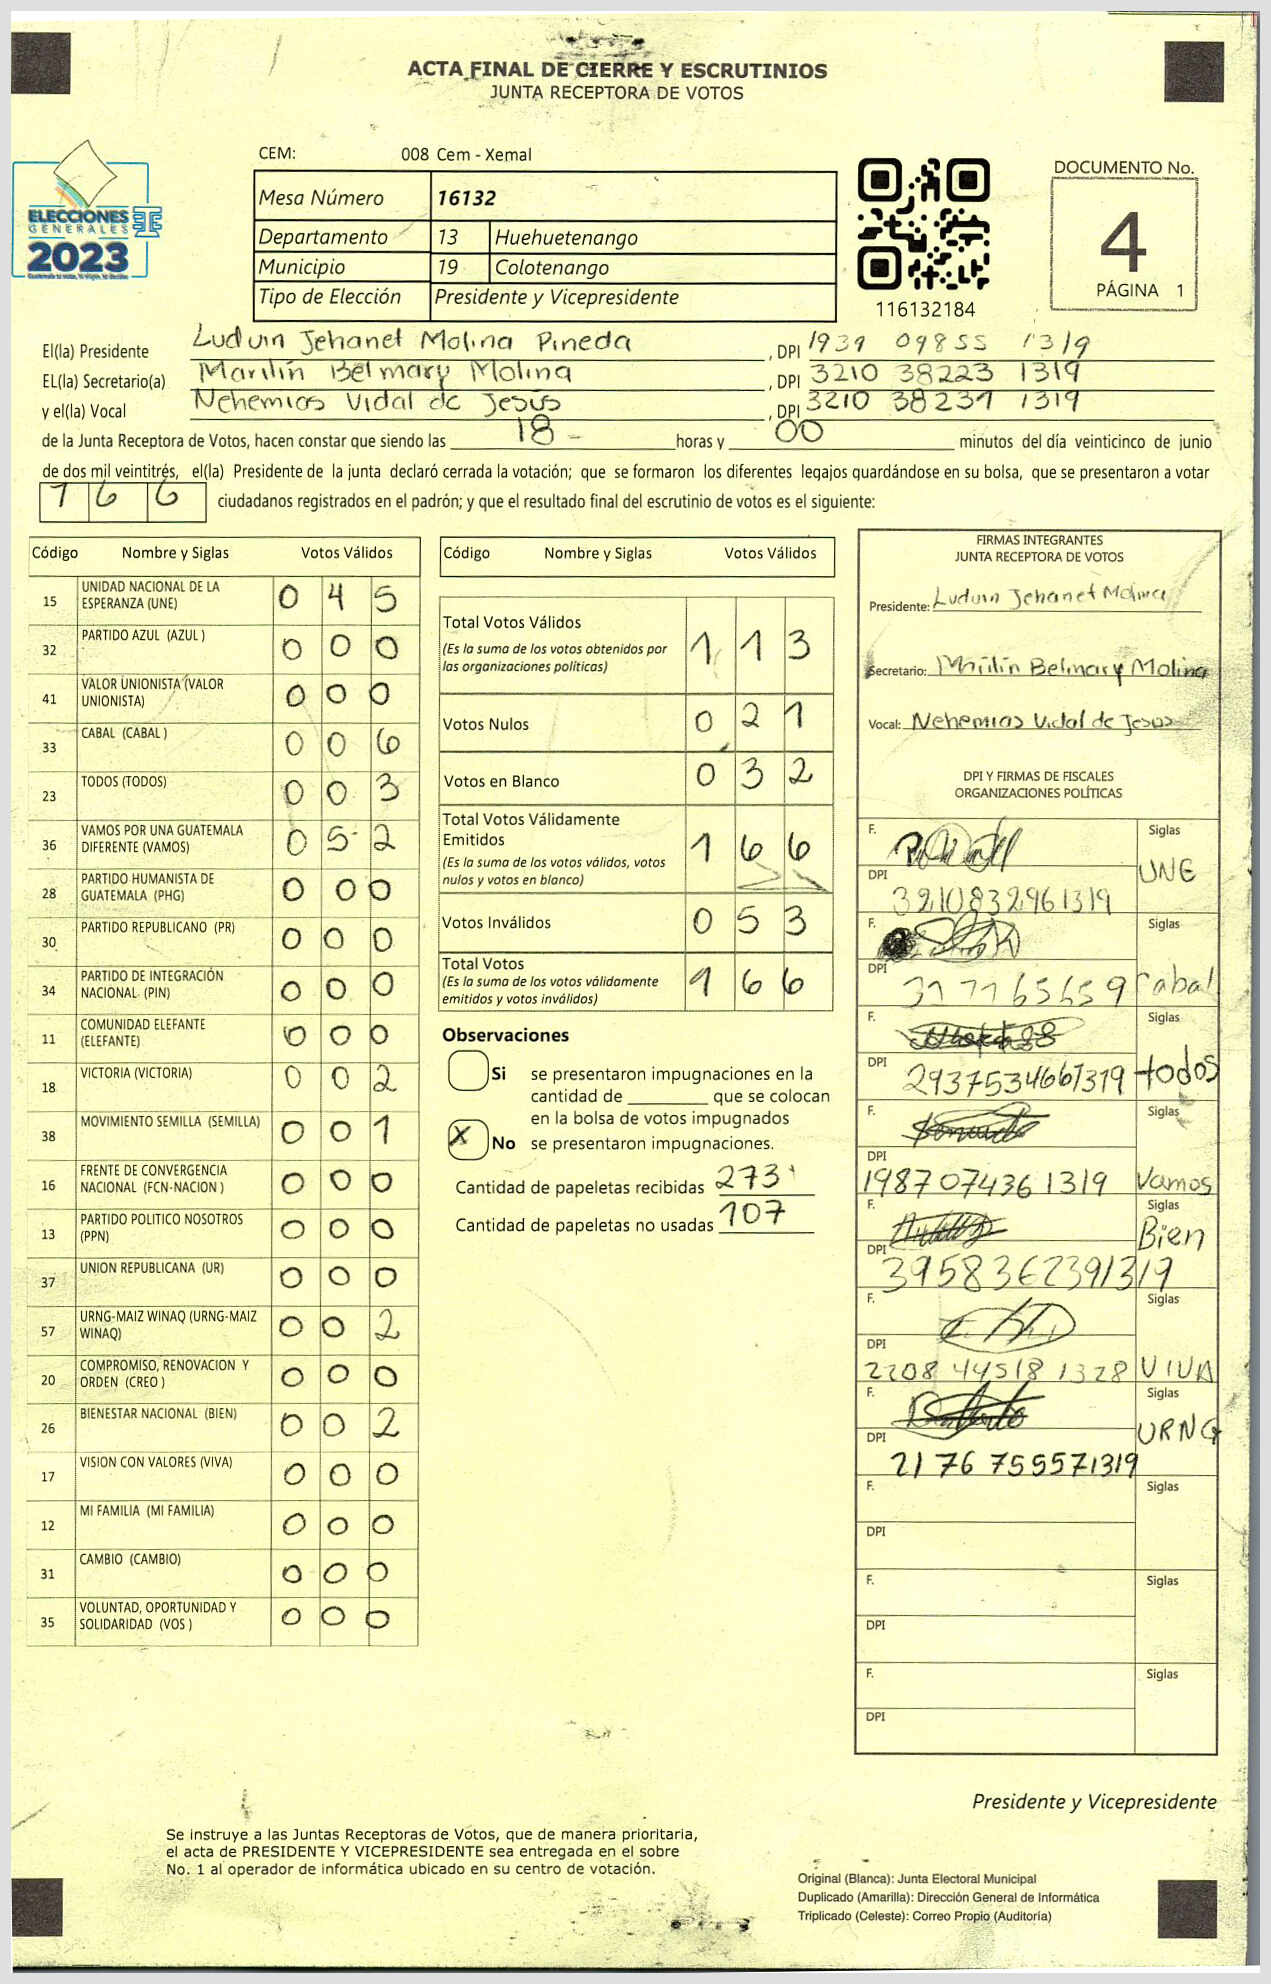 ACTA FINAL DE CIERRE Y ESCRUTINIOS
JUNTA RECEPTORA DE VOTOS
CEM: 008 Cem - Xemal
ELECCIONES
GENERALES
2023
Mesa Número 16132
Departamento 13 Huehuetenango
Municipio 19 Colotenango
Tipo de Elección Presidente y Vicepresidente
116132184
DOCUMENTO No.
4
PÁGINA 1
El(la) Presidente Luduin Jehanet Molina Pineda, DPI 1939 09855 1319
EL(la) Secretario(a) Marilín Belmary Molina, DPI 3210 38223 1319
y el(la) Vocal Nehemias Vidal de Jesús, DPI 3210 38231 1319
de la Junta Receptora de Votos, hacen constar que siendo las 18 - horas y 00 minutos del día veinticinco de junio
de dos mil veintitrés, el(la) Presidente de la junta declaró cerrada la votación; que se formaron los diferentes legajos guardándose en su bolsa, que se presentaron a votar
166 ciudadanos registrados en el padrón; y que el resultado final del escrutinio de votos es el siguiente:
Código Nombre y Siglas Votos Válidos
15 UNIDAD NACIONAL DE LA ESPERANZA (UNE) 0 4 5
32 PARTIDO AZUL (AZUL ) 0 0 0
41 VALOR UNIONISTA (VALOR UNIONISTA) 0 0 0
33 CABAL (CABAL ) 0 0 6
23 TODOS (TODOS) 0 0 3
36 VAMOS POR UNA GUATEMALA DIFERENTE (VAMOS) 0 5 2
28 PARTIDO HUMANISTA DE GUATEMALA (PHG) 0 0 0
30 PARTIDO REPUBLICANO (PR) 0 0 0
34 PARTIDO DE INTEGRACIÓN NACIONAL (PIN) 0 0 0
11 COMUNIDAD ELEFANTE (ELEFANTE) 0 0 0
18 VICTORIA (VICTORIA) 0 0 2
38 MOVIMIENTO SEMILLA (SEMILLA) 0 0 1
16 FRENTE DE CONVERGENCIA NACIONAL (FCN-NACION ) 0 0 0
13 PARTIDO POLITICO NOSOTROS (PPN) 0 0 0
37 UNION REPUBLICANA (UR) 0 0 0
57 URNG-MAIZ WINAQ (URNG-MAIZ WINAQ) 0 0 2
20 COMPROMISO, RENOVACION Y ORDEN (CREO ) 0 0 0
26 BIENESTAR NACIONAL (BIEN) 0 0 2
17 VISION CON VALORES (VIVA) 0 0 0
12 MI FAMILIA (MI FAMILIA) 0 0 0
31 CAMBIO (CAMBIO) 0 0 0
35 VOLUNTAD, OPORTUNIDAD Y SOLIDARIDAD (VOS ) 0 0 0
Código Nombre y Siglas Votos Válidos
Total Votos Válidos 1 1 3
(Es la suma de los votos obtenidos por
las organizaciones políticas)
Votos Nulos 0 2 1
Votos en Blanco 0 3 2
Total Votos Válidamente
Emitidos 1 6 6
(Es la suma de los votos válidos, votos
nulos y votos en blanco)
Votos Inválidos 0 5 3
Total Votos 1 6 6
(Es la suma de los votos válidamente
emitidos y votos inválidos)
Observaciones
Si se presentaron impugnaciones en la
cantidad de ________ que se colocan
en la bolsa de votos impugnados
X No se presentaron impugnaciones.
Cantidad de papeletas recibidas 273
Cantidad de papeletas no usadas 107
FIRMAS INTEGRANTES
JUNTA RECEPTORA DE VOTOS
Presidente: Luduin Jehanet Molina
Secretario: Marilín Belmary Molina
Vocal: Nehemias Vidal de Jesús
DPI Y FIRMAS DE FISCALES
ORGANIZACIONES POLÍTICAS
F. Siglas UNE
DPI 3210832961319
F. Siglas Cabal
DPI 3171165659
F. Siglas todos
DPI 2937534661319
F. Siglas Vamos
DPI 1987074361319
F. Siglas Bien
DPI 3958362391319
F. Siglas VIVA
DPI 2208 44518 1328
F. Siglas URNG
DPI 2176 755571319
F. Siglas
DPI
F. Siglas
DPI
F. Siglas
DPI
Presidente y Vicepresidente
Se instruye a las Juntas Receptoras de Votos, que de manera prioritaria,
el acta de PRESIDENTE Y VICEPRESIDENTE sea entregada en el sobre
No. 1 al operador de informática ubicado en su centro de votación.
Original (Blanca): Junta Electoral Municipal
Duplicado (Amarilla): Dirección General de Informática
Triplicado (Celeste): Correo Propio (Auditoría)